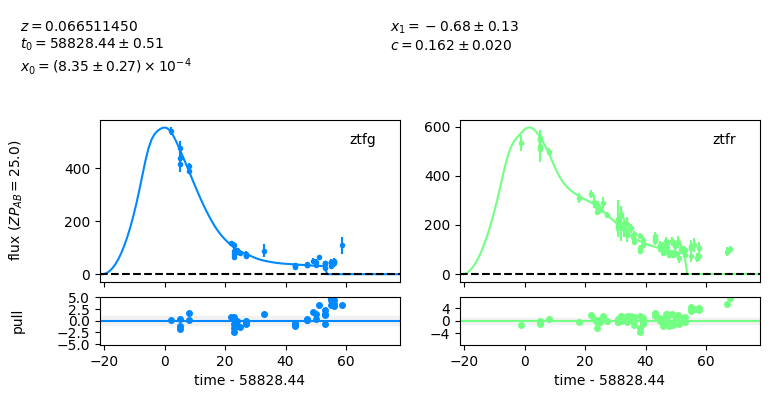 z = 0.066511450
t₀ = 58828.44 ± 0.51
x₀ = (8.35 ± 0.27) × 10⁻⁴
x₁ = −0.68 ± 0.13
c = 0.162 ± 0.020
flux (ZP_AB = 25.0)
ztfg
400
200
0
ztfr
600
400
200
0
pull
5.0
2.5
0.0
−2.5
−5.0
4
0
−4
−20 0 20 40 60
−20 0 20 40 60
time - 58828.44
time - 58828.44